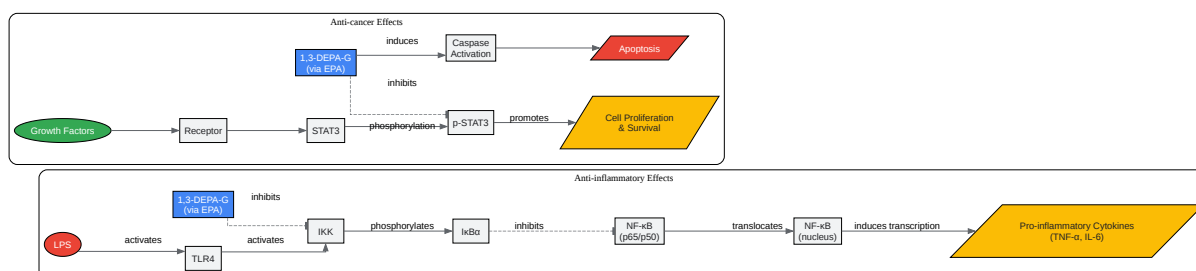 Anti-cancer Effects
induces
Caspase
Activation
Apoptosis
1,3-DEPA-G
(via EPA)
inhibits
Growth Factors
Receptor
STAT3
phosphorylation
p-STAT3
promotes
Cell Proliferation
& Survival
Anti-inflammatory Effects
1,3-DEPA-G
(via EPA)
inhibits
LPS
activates
TLR4
activates
IKK
phosphorylates
IκBα
inhibits
NF-κB
(p65/p50)
translocates
NF-κB
(nucleus)
induces transcription
Pro-inflammatory Cytokines
(TNF-α, IL-6)